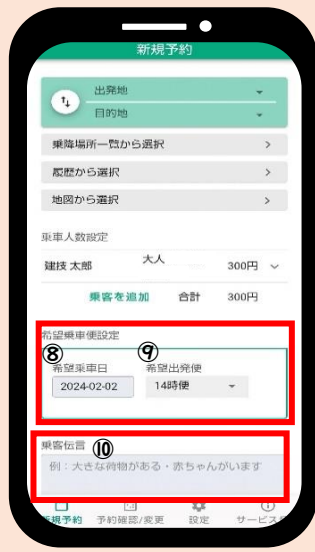 新規予約
出発地
目的地
乗降場所一覧から選択
履歴から選択
地図から選択
乗車人数設定
建技 太郎 大人 300円
乗客を追加 合計 300円
希望乗車便設定
⑧ ⑨
希望乗車日 希望出発便
2024-02-02 14時便
乗客伝言 ⑩
例：大きな荷物がある・赤ちゃんがいます
新規予約 予約確認/変更 設定